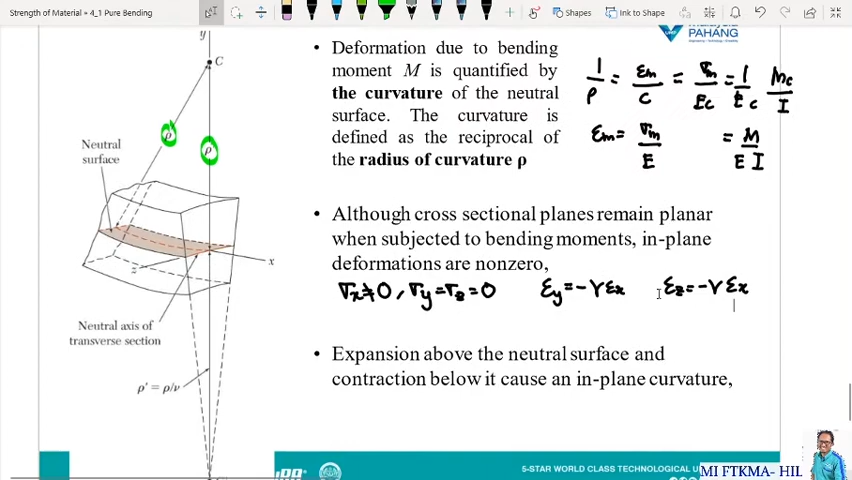 Strength of Material » 4_1 Pure Bending
Shapes
Ink to Shape
PAHANG
y
C
ρ
ρ
Neutral
surface
z
x
Neutral axis of
transverse section
ρ' = ρ/ν
• Deformation due to bending
moment M is quantified by
the curvature of the neutral
surface. The curvature is
defined as the reciprocal of
the radius of curvature ρ
1/ρ = εm/c = σm/Ec = 1/Ec Mc/I
εm = σm/E = M/EI
• Although cross sectional planes remain planar
when subjected to bending moments, in-plane
deformations are nonzero,
σx ≠ 0, σy = σz = 0 εy = -νεx εz = -νεx
• Expansion above the neutral surface and
contraction below it cause an in-plane curvature,
5-STAR WORLD CLASS TECHNOLOGICAL U
MI FTKMA- HIL